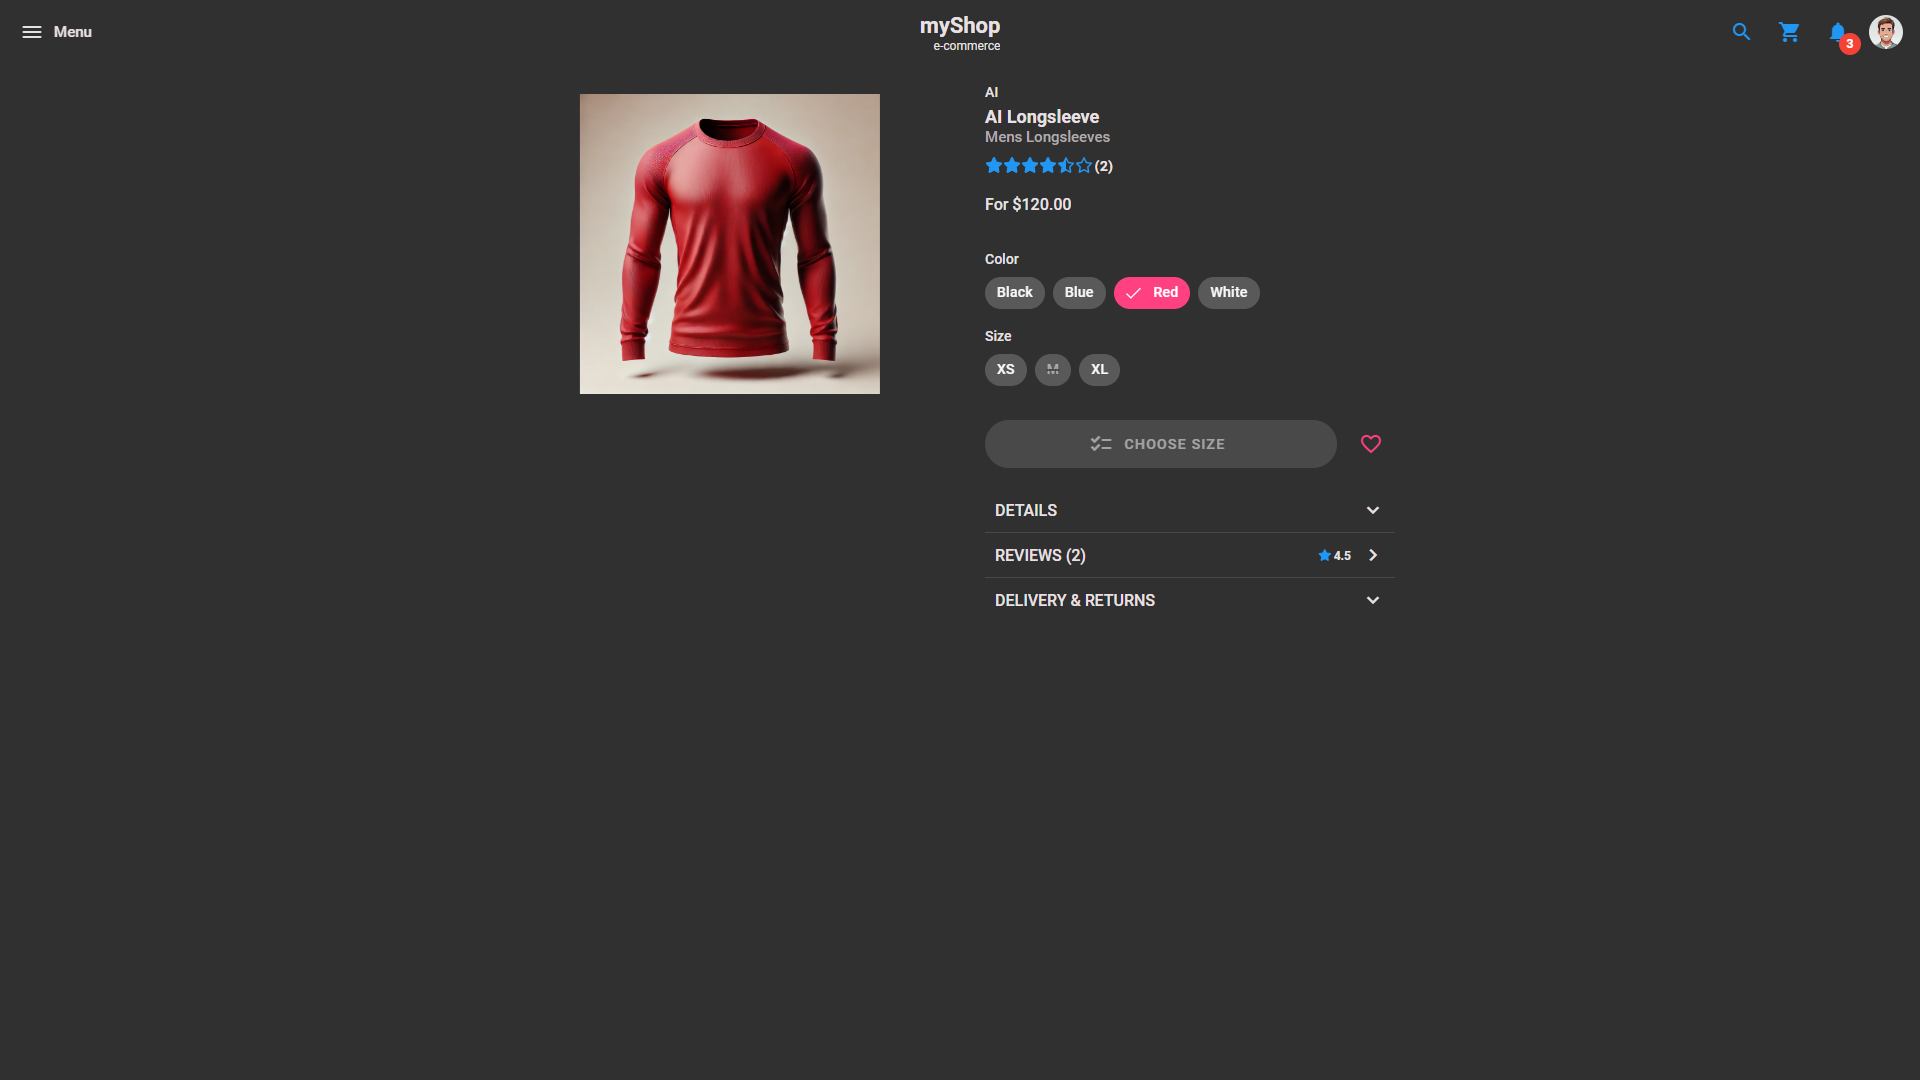 Menu
myShop
e-commerce
3
AI
AI Longsleeve
Mens Longsleeves
(2)
For $120.00
Color
Black Blue Red White
Size
XS M XL
CHOOSE SIZE
DETAILS
REVIEWS (2) 4.5
DELIVERY & RETURNS